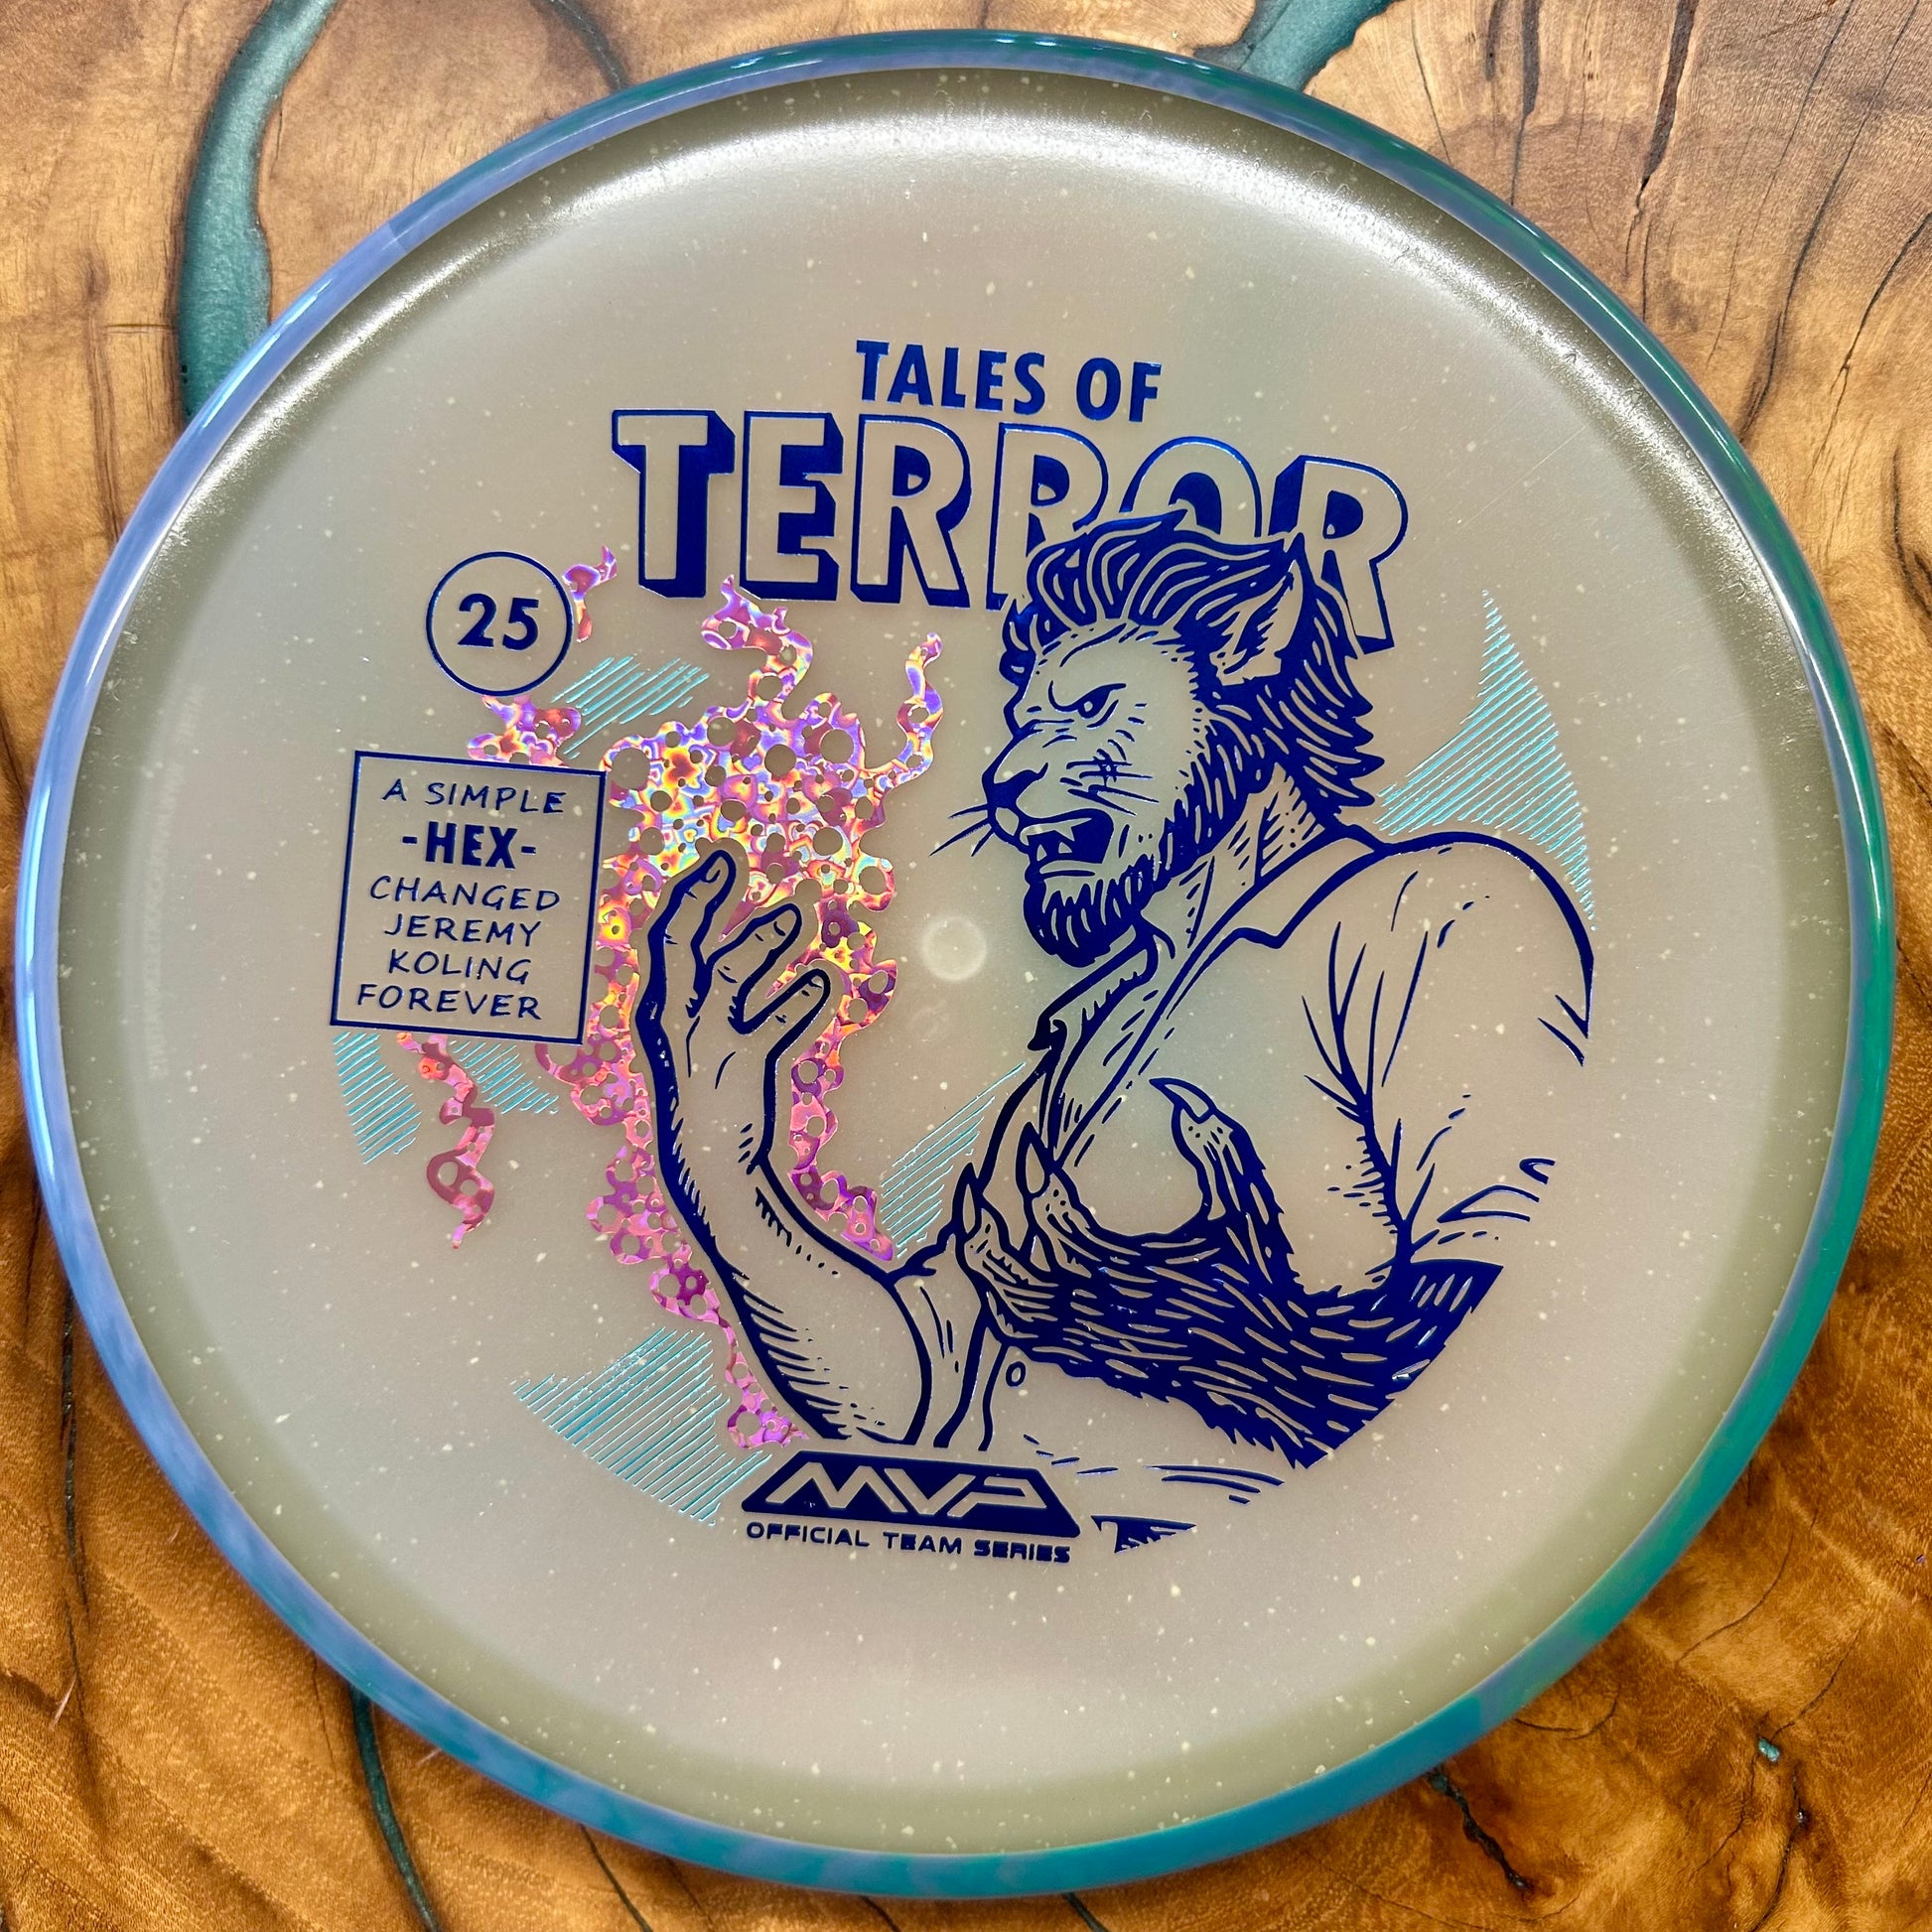 TALES OF
TERROR
25
A SIMPLE
-HEX-
CHANGED
JEREMY
KOLING
FOREVER
MVP
OFFICIAL TEAM SERIES